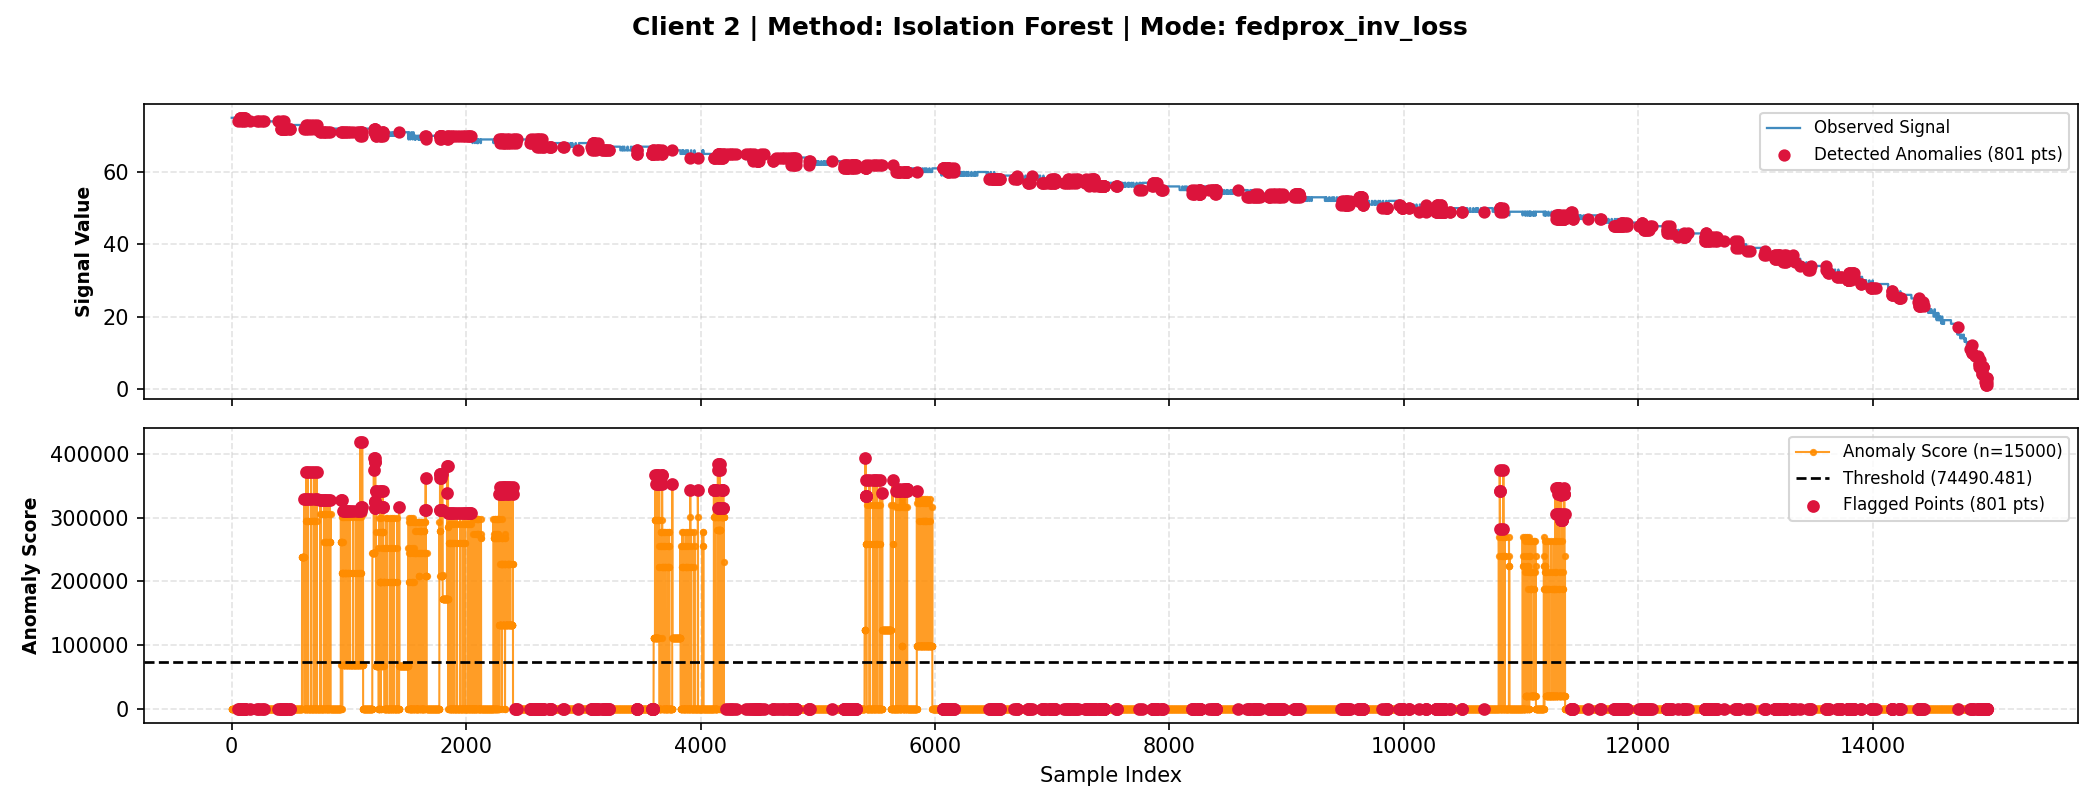 Client 2 | Method: Isolation Forest | Mode: fedprox_inv_loss
Signal Value
60
40
20
0
Observed Signal
Detected Anomalies (801 pts)
Anomaly Score
400000
300000
200000
100000
0
Anomaly Score (n=15000)
Threshold (74490.481)
Flagged Points (801 pts)
0 2000 4000 6000 8000 10000 12000 14000
Sample Index